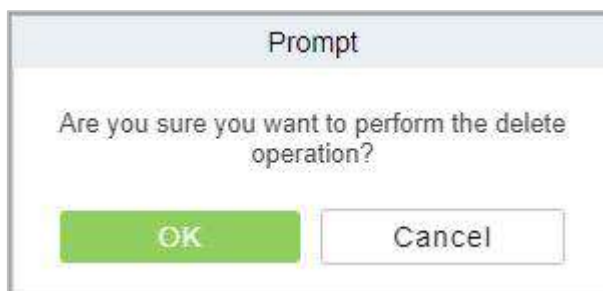 Prompt
Are you sure you want to perform the delete
operation?
OK
Cancel